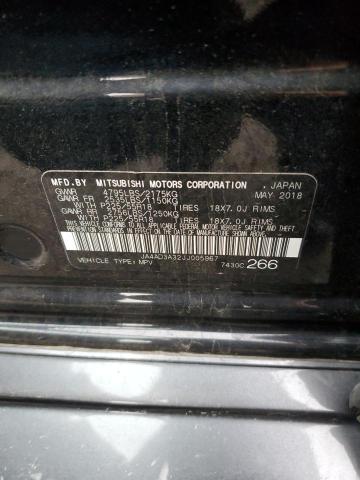 MFD.BY MITSUBISHI MOTORS CORPORATION , JAPAN
GVWR 4795LBS/2175KG MAY 2018
GAWR FR 2535LBS/1150KG
WITH P225/55R18 TIRES 18X7.0J RIMS
GAWR RR 2756LBS/1250KG
WITH P225/55R18 TIRES 18X7.0J RIMS
THIS VEHICLE CONFORMS TO ALL APPLICABLE FEDERAL MOTOR VEHICLE SAFETY, BUMPER, AND THEFT
PREVENTION STANDARDS IN EFFECT ON THE DATE OF MANUFACTURE SHOWN ABOVE.
JA4AD3A32JJ005967
VEHICLE TYPE: MPV 7430C 266